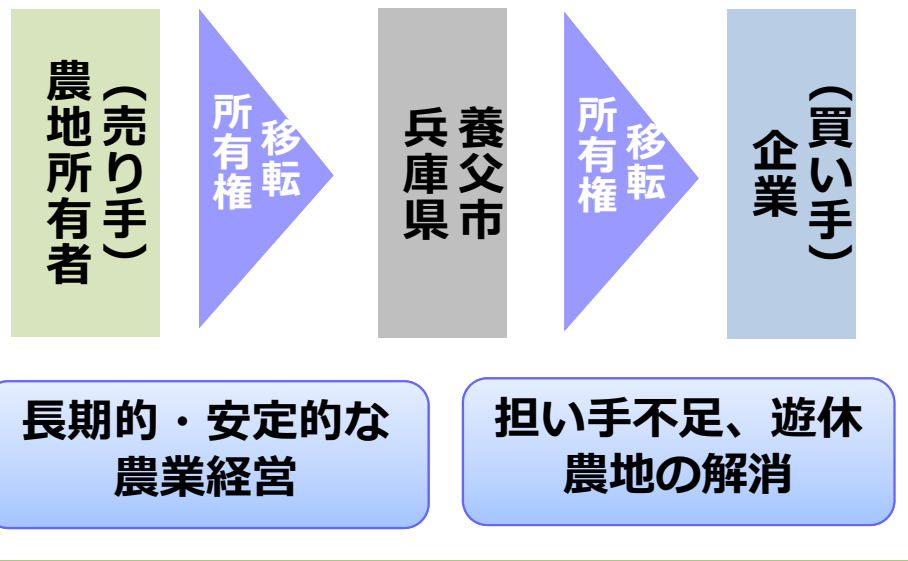 農地所有者
（売り手）
所有権
移転
兵庫県
養父市
所有権
移転
企業
（買い手）
長期的・安定的な
農業経営
担い手不足、遊休
農地の解消